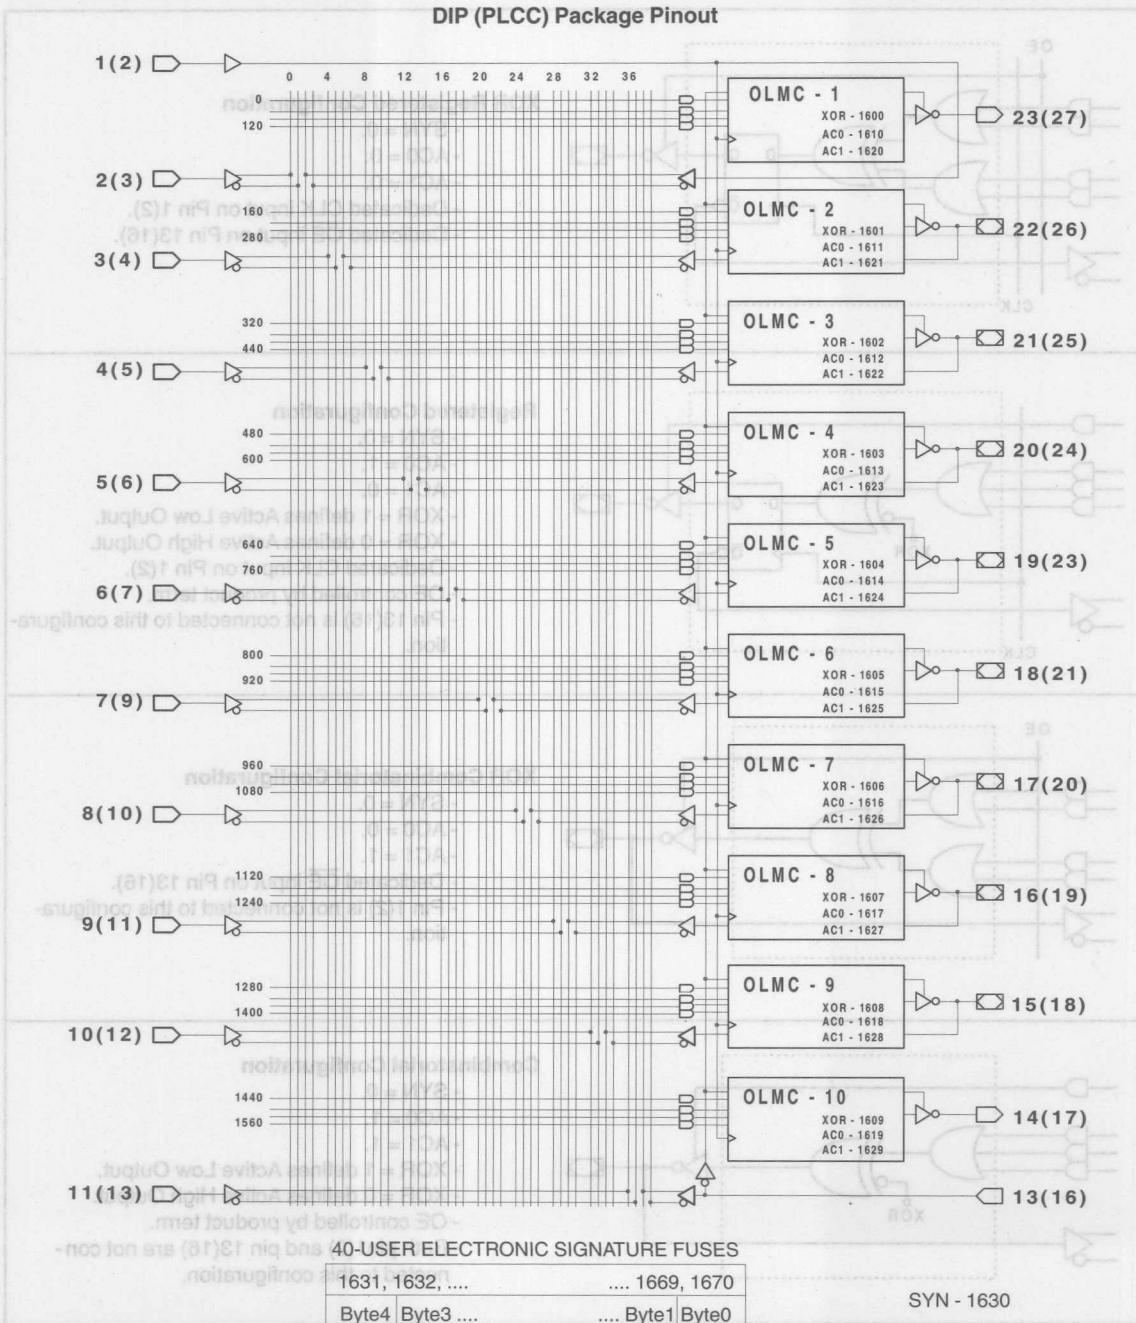 DIP (PLCC) Package Pinout
1(2)
0 4 8 12 16 20 24 28 32 36
0
120
OLMC - 1
XOR - 1600
AC0 - 1610
AC1 - 1620
23(27)
2(3)
160
280
OLMC - 2
XOR - 1601
AC0 - 1611
AC1 - 1621
22(26)
3(4)
320
440
OLMC - 3
XOR - 1602
AC0 - 1612
AC1 - 1622
21(25)
4(5)
480
600
OLMC - 4
XOR - 1603
AC0 - 1613
AC1 - 1623
20(24)
5(6)
640
760
OLMC - 5
XOR - 1604
AC0 - 1614
AC1 - 1624
19(23)
6(7)
800
920
OLMC - 6
XOR - 1605
AC0 - 1615
AC1 - 1625
18(21)
7(9)
960
1080
OLMC - 7
XOR - 1606
AC0 - 1616
AC1 - 1626
17(20)
8(10)
1120
1240
OLMC - 8
XOR - 1607
AC0 - 1617
AC1 - 1627
16(19)
9(11)
1280
1400
OLMC - 9
XOR - 1608
AC0 - 1618
AC1 - 1628
15(18)
10(12)
1440
1560
OLMC - 10
XOR - 1609
AC0 - 1619
AC1 - 1629
14(17)
11(13)
13(16)
40-USER ELECTRONIC SIGNATURE FUSES
1631, 1632, .... .... 1669, 1670
Byte4 Byte3 .... .... Byte1 Byte0
SYN - 1630